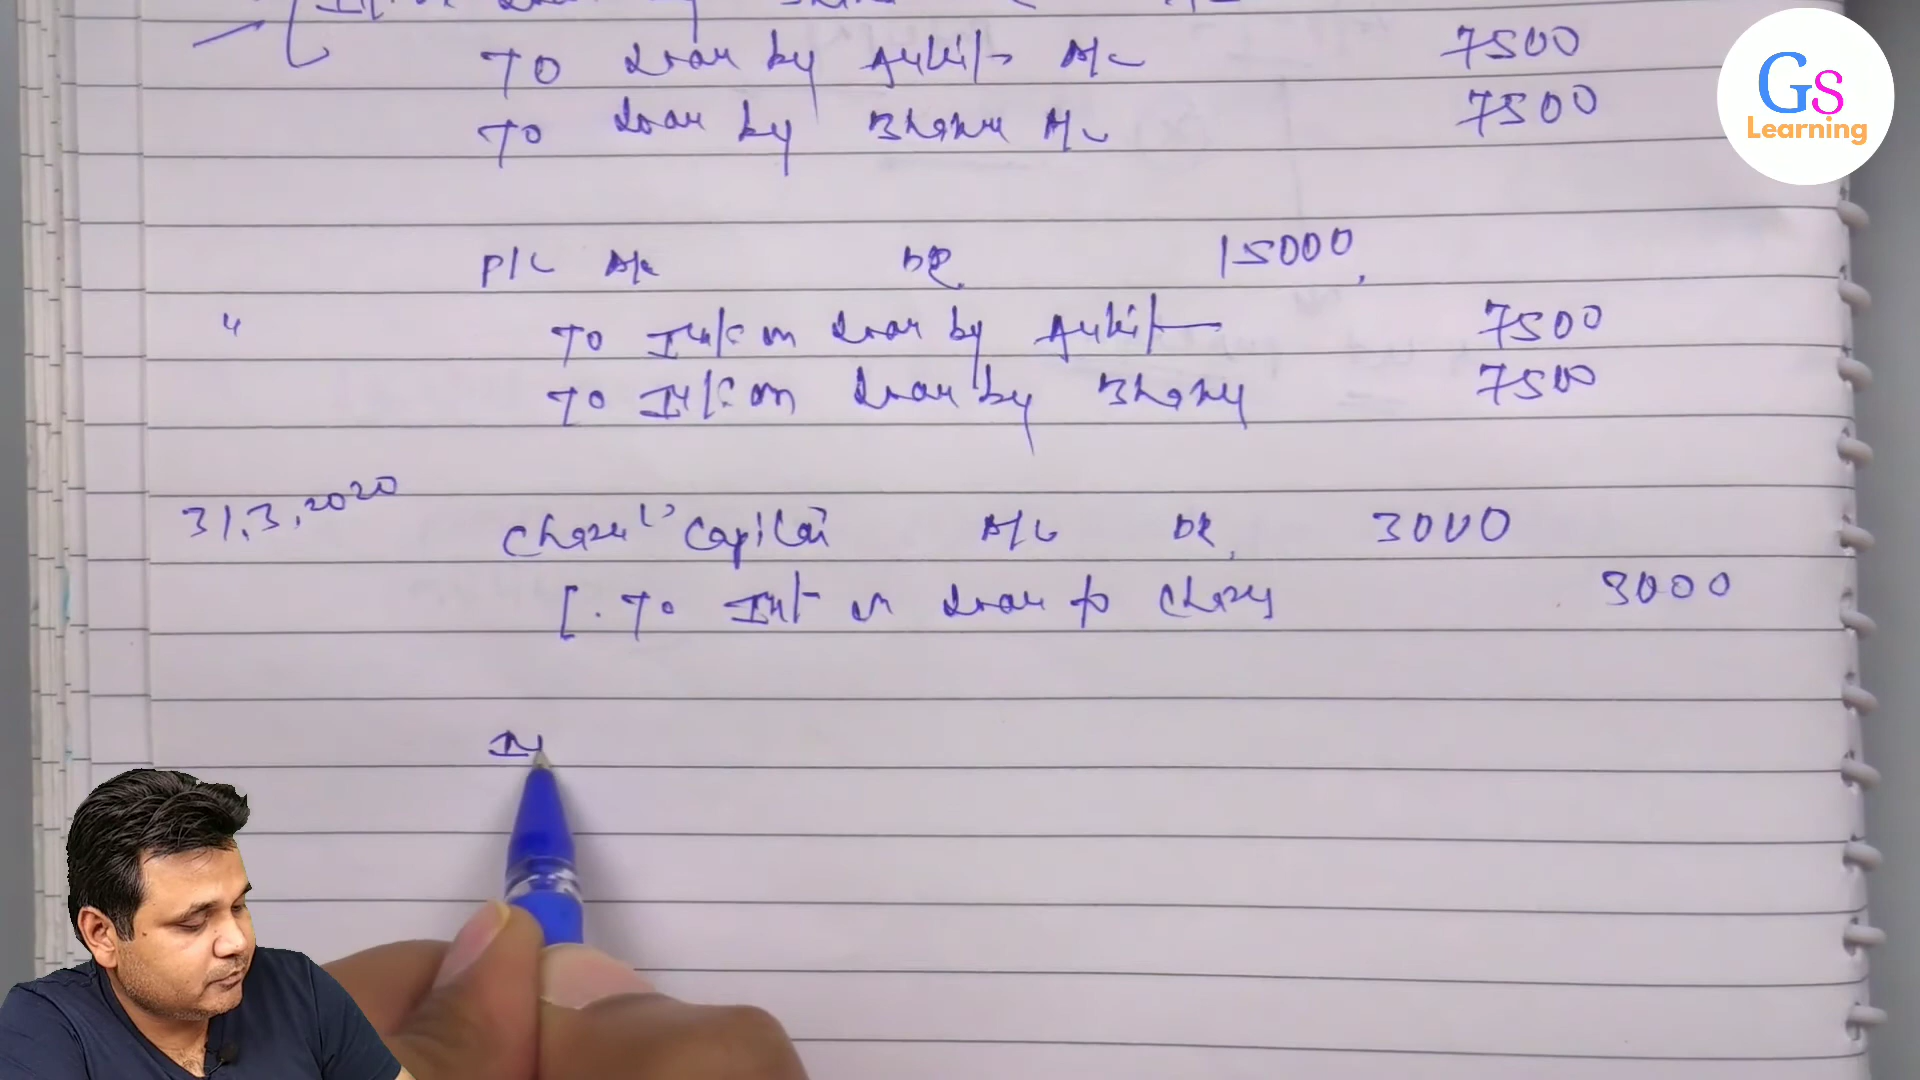 TO Loan by Ankit A/c 7500
TO Loan by Bhanu A/c 7500
P/L A/c DR 15000
" TO Int. on Loan by Ankit 7500
TO Int. on Loan by Bhanu 7500
31.3.2020 Charu's Capital A/c DR 3000
[. To Int on Loan to Charu 3000
In
GS
Learning